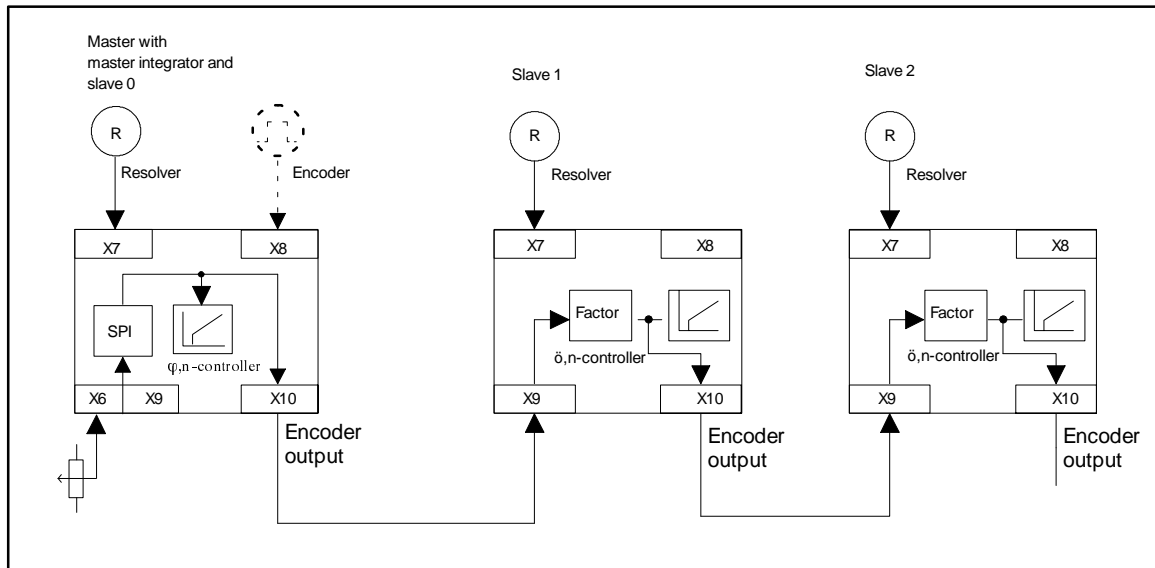 Master with
master integrator and
slave 0
R
Resolver
Encoder
X7
X8
SPI
φ,n-controller
X6
X9
X10
Encoder
output
Slave 1
R
Resolver
X7
X8
Factor
ö,n-controller
X9
X10
Encoder
output
Slave 2
R
Resolver
X7
X8
Factor
ö,n-controller
X9
X10
Encoder
output